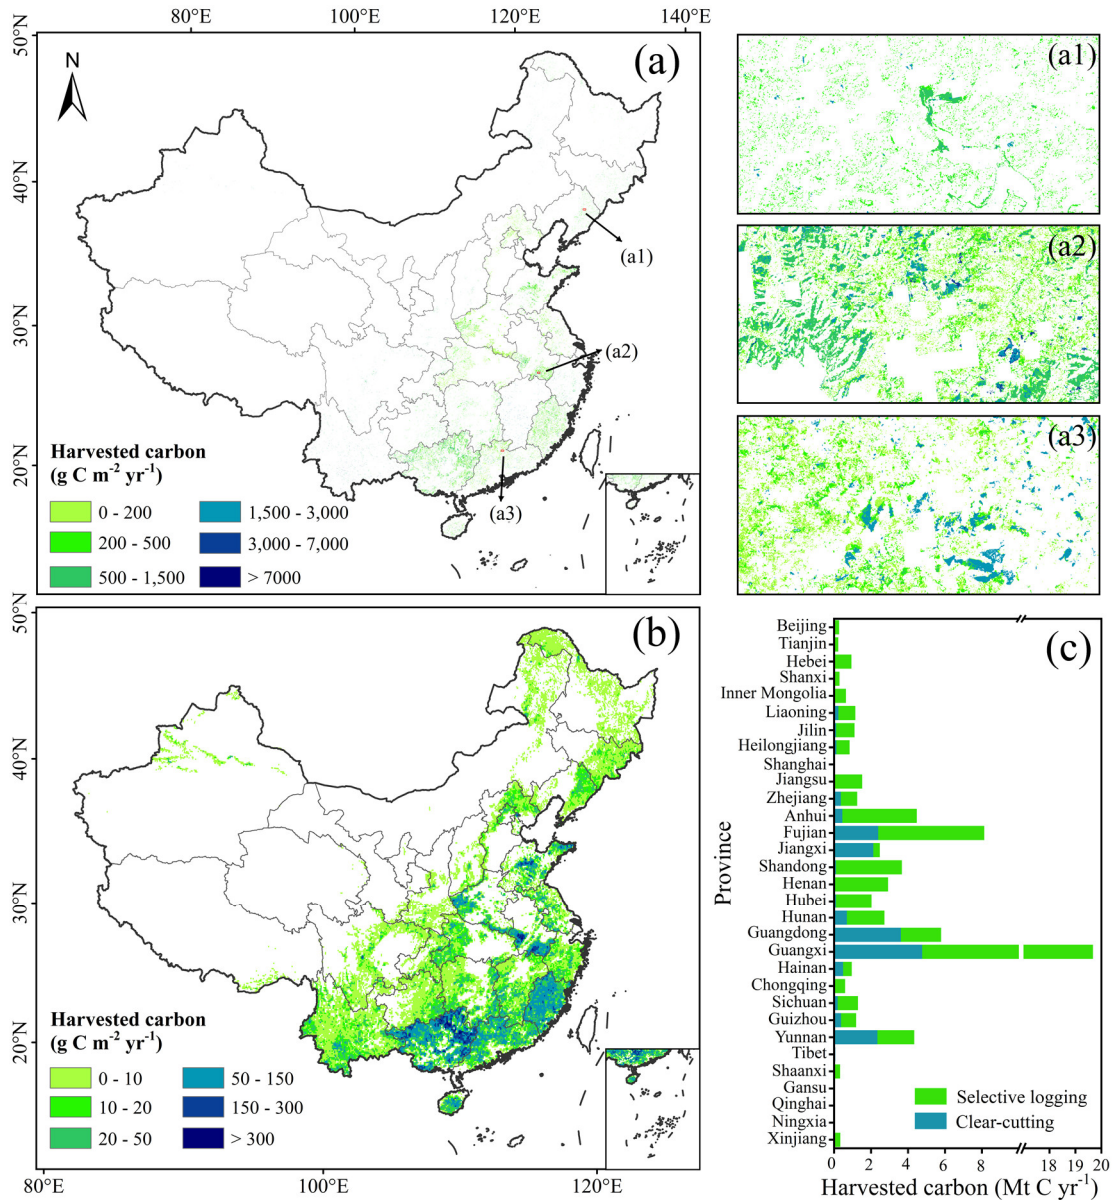 80°E 100°E 120°E 140°E
50°N
40°N
30°N
20°N
N
(a)
(a1)
(a2)
(a3)
Harvested carbon
(g C m⁻² yr⁻¹)
0 - 200
200 - 500
500 - 1,500
1,500 - 3,000
3,000 - 7,000
> 7000
(a1)
(a2)
(a3)
50°N
40°N
30°N
20°N
(b)
Harvested carbon
(g C m⁻² yr⁻¹)
0 - 10
10 - 20
20 - 50
50 - 150
150 - 300
> 300
80°E 100°E 120°E
(c)
Province
Beijing
Tianjin
Hebei
Shanxi
Inner Mongolia
Liaoning
Jilin
Heilongjiang
Shanghai
Jiangsu
Zhejiang
Anhui
Fujian
Jiangxi
Shandong
Henan
Hubei
Hunan
Guangdong
Guangxi
Hainan
Chongqing
Sichuan
Guizhou
Yunnan
Tibet
Shaanxi
Gansu
Qinghai
Ningxia
Xinjiang
Selective logging
Clear-cutting
0 2 4 6 8 18 20
Harvested carbon (Mt C yr⁻¹)